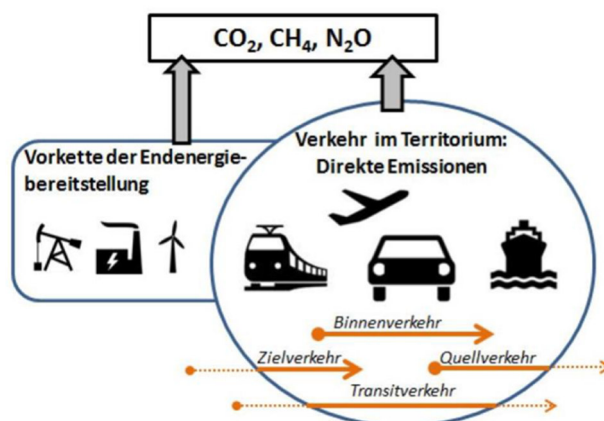 CO₂, CH₄, N₂O
Vorkette der Endenergie-
bereitstellung
Verkehr im Territorium:
Direkte Emissionen
Binnenverkehr
Zielverkehr
Quellverkehr
Transitverkehr